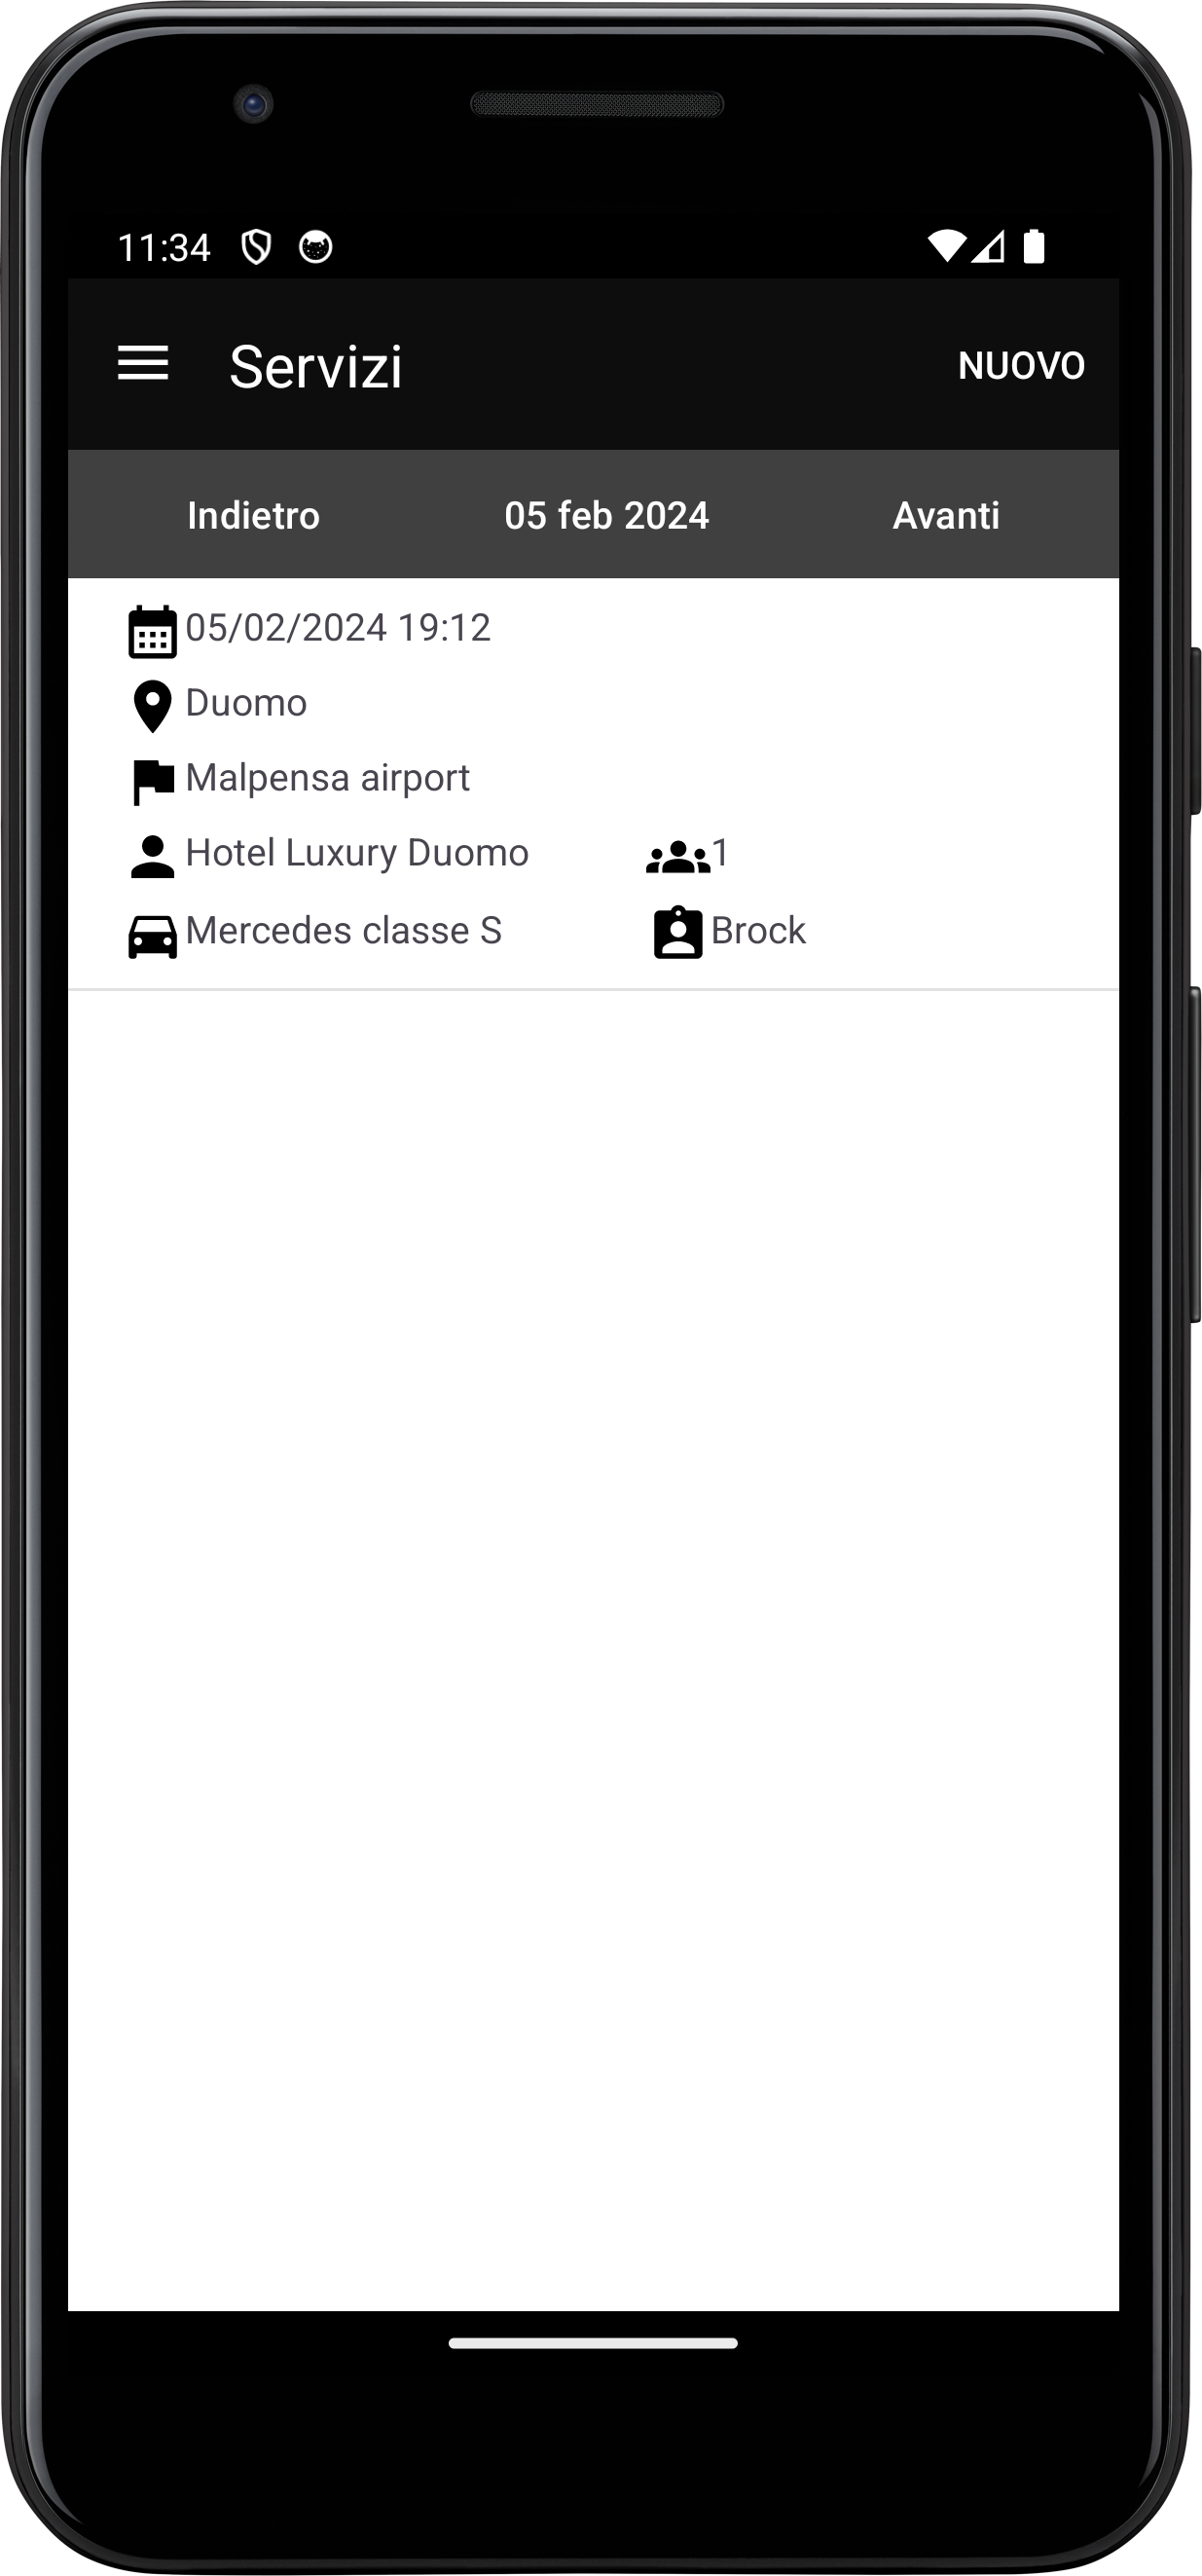 11:34
Servizi NUOVO
Indietro 05 feb 2024 Avanti
05/02/2024 19:12
Duomo
Malpensa airport
Hotel Luxury Duomo 1
Mercedes classe S Brock